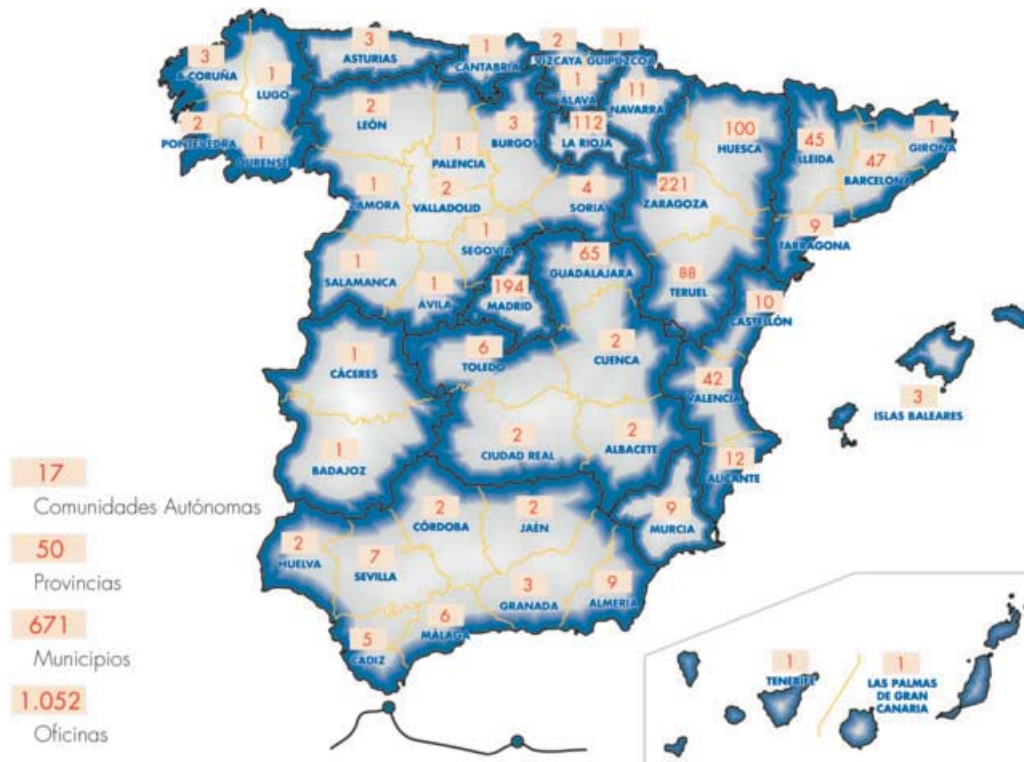 3
A CORUÑA
1
LUGO
3
ASTURIAS
1
CANTABRIA
2
VIZCAYA
1
GUIPÚZCOA
1
ALAVA
11
NAVARRA
112
LA RIOJA
2
PONTEVEDRA
1
OURENSE
2
LEÓN
1
PALENCIA
3
BURGOS
100
HUESCA
45
LLEIDA
1
GIRONA
47
BARCELONA
1
ZAMORA
2
VALLADOLID
4
SORIA
221
ZARAGOZA
9
TARRAGONA
1
SEGOVIA
1
SALAMANCA
1
ÁVILA
194
MADRID
65
GUADALAJARA
88
TERUEL
10
CASTELLÓN
1
CÁCERES
6
TOLEDO
2
CUENCA
42
VALENCIA
3
ISLAS BALEARES
1
BADAJOZ
2
CIUDAD REAL
2
ALBACETE
12
ALICANTE
2
HUELVA
7
SEVILLA
2
CÓRDOBA
2
JAÉN
9
MURCIA
5
CADIZ
6
MÁLAGA
3
GRANADA
9
ALMERIA
1
TENERIFE
1
LAS PALMAS
DE GRAN
CANARIA
17
Comunidades Autónomas
50
Provincias
671
Municipios
1.052
Oficinas